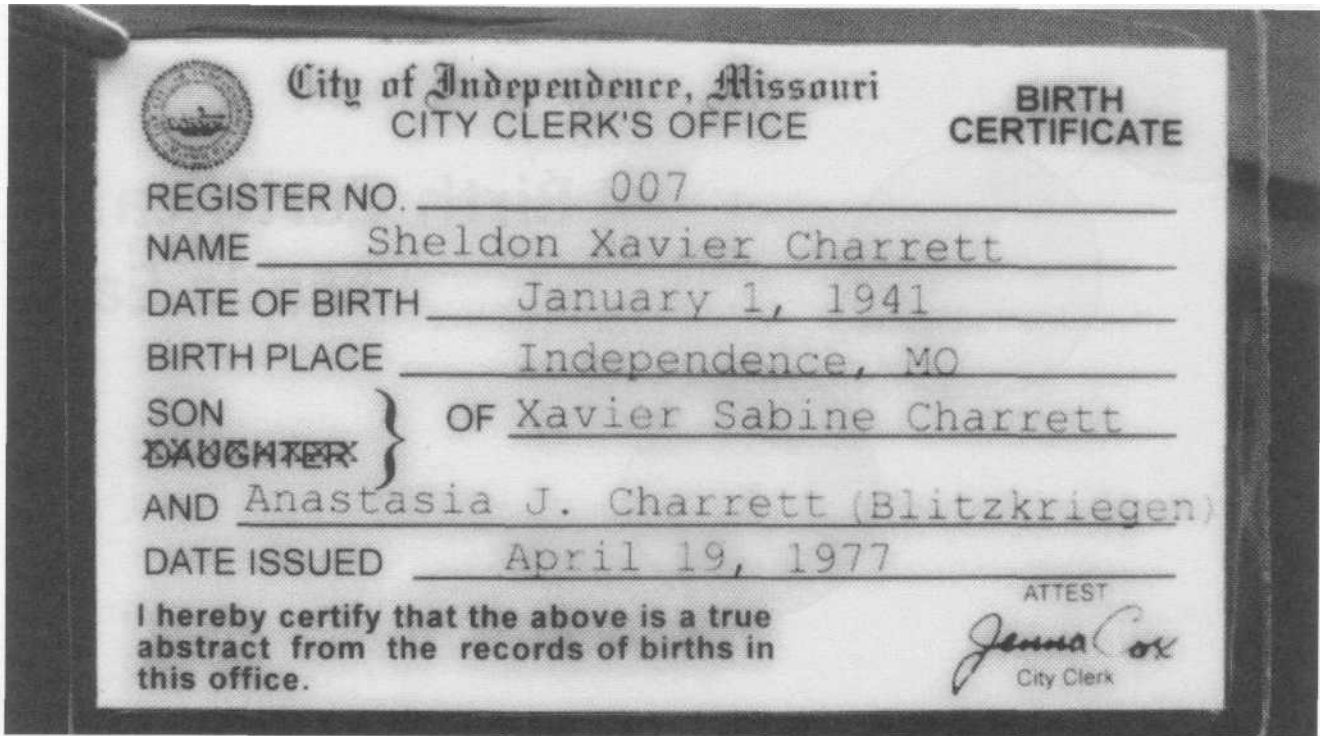 City of Independence, Missouri
CITY CLERK'S OFFICE
BIRTH
CERTIFICATE
REGISTER NO. 007
NAME Sheldon Xavier Charrett
DATE OF BIRTH January 1, 1941
BIRTH PLACE Independence, MO
SON
DAUGHTER
} OF Xavier Sabine Charrett
AND Anastasia J. Charrett (Blitzkriegen)
DATE ISSUED April 19, 1977
I hereby certify that the above is a true
abstract from the records of births in
this office.
ATTEST
Jenna Cox
City Clerk